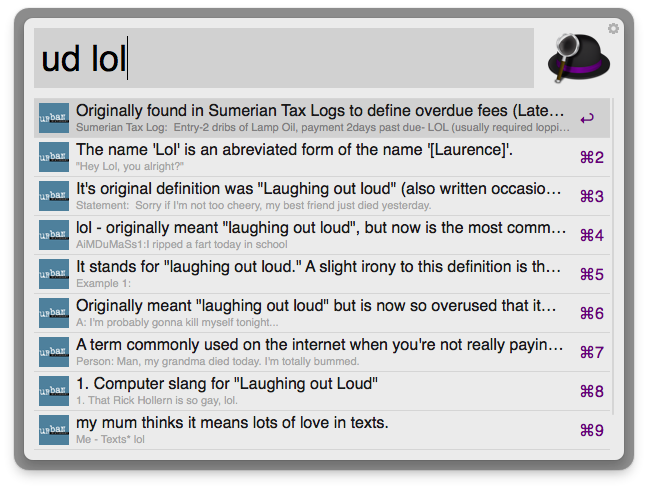 ud lol
Originally found in Sumerian Tax Logs to define overdue fees (Late…
Sumerian Tax Log:  Entry-2 dribs of Lamp Oil, payment 2days past due- LOL (usually required loppi…
↩
urban
The name 'Lol' is an abreviated form of the name '[Laurence]'.
"Hey Lol, you alright?"
⌘2
urban
It's original definition was "Laughing out loud" (also written occasio…
Statement:  Sorry if I'm not too cheery, my best friend just died yesterday.
⌘3
urban
lol - originally meant "laughing out loud", but now is the most comm…
AiMDuMaSs1:I ripped a fart today in school
⌘4
urban
It stands for "laughing out loud." A slight irony to this definition is th…
Example 1:
⌘5
urban
Originally meant "laughing out loud" but is now so overused that it…
A: I'm probably gonna kill myself tonight...
⌘6
urban
A term commonly used on the internet when you're not really payin…
Person: Man, my grandma died today. I'm totally bummed.
⌘7
urban
1. Computer slang for "Laughing out Loud"
1. That Rick Hollern is so gay, lol.
⌘8
urban
my mum thinks it means lots of love in texts.
Me - Texts* lol
⌘9
urban